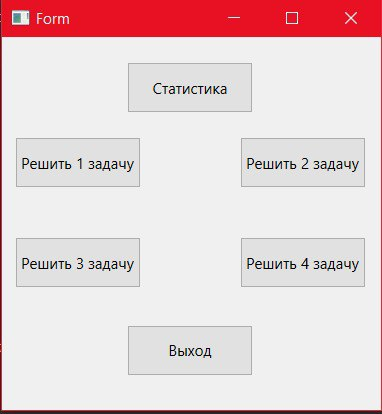 Form
Статистика
Решить 1 задачу
Решить 2 задачу
Решить 3 задачу
Решить 4 задачу
Выход